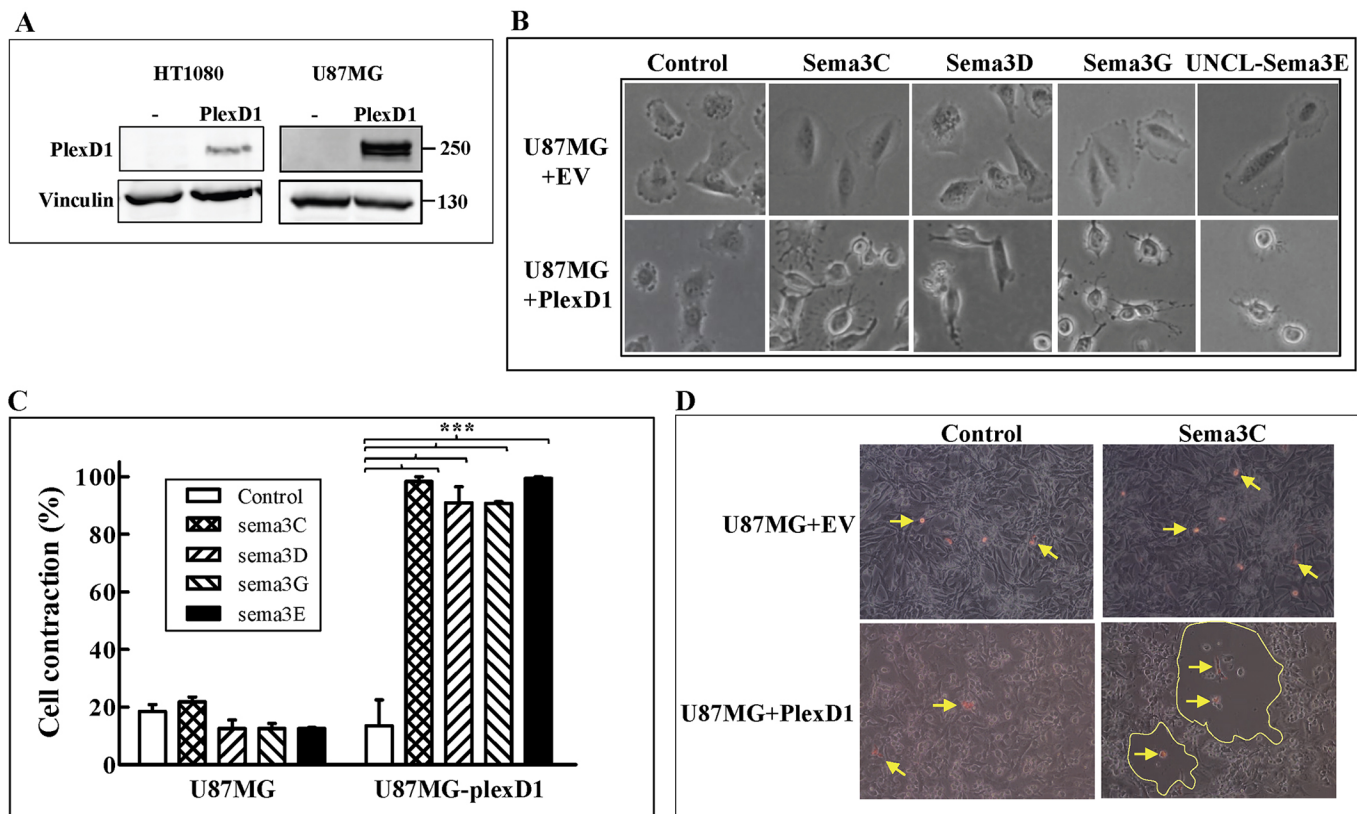 A
HT1080
U87MG
- PlexD1 - PlexD1
PlexD1
250
Vinculin
130
B
Control Sema3C Sema3D Sema3G UNCL-Sema3E
U87MG
+EV
U87MG
+PlexD1
C
***
Cell contraction (%)
100
80
60
40
20
0
Control
sema3C
sema3D
sema3G
sema3E
U87MG U87MG-plexD1
D
Control Sema3C
U87MG+EV
U87MG+PlexD1